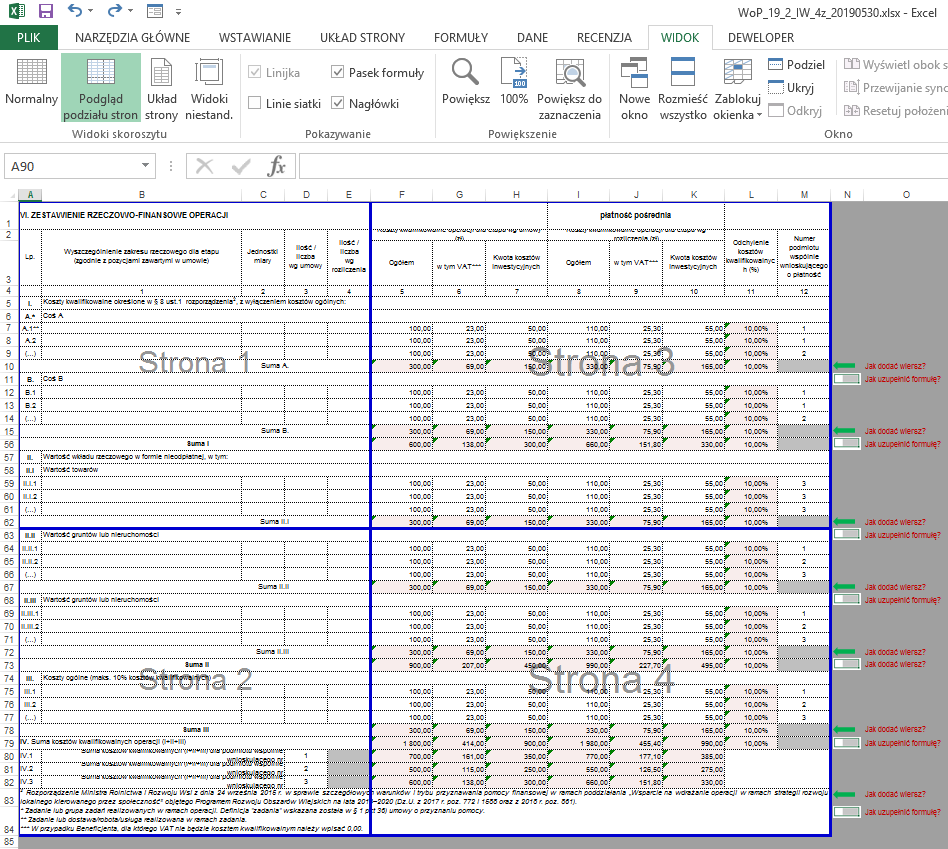 WoP_19_2_IW_4z_20190530.xlsx - Excel
PLIK NARZĘDZIA GŁÓWNE WSTAWIANIE UKŁAD STRONY FORMUŁY DANE RECENZJA WIDOK DEWELOPER
Normalny Podgląd podziału stron Układ strony Widoki niestand.
Linijka Pasek formuły
Linie siatki Nagłówki
Powiększ 100% Powiększ do zaznaczenia
Nowe okno Rozmieść wszystko Zablokuj okienka
Podziel Wyświetl obok s
Ukryj Przewijanie sync
Odkryj Resetuj położeni
Widoki skoroszytu Pokazywanie Powiększenie Okno
A90 fx
A B C D E F G H I J K L M N O
1 VI. ZESTAWIENIE RZECZOWO-FINANSOWE OPERACJI płatność pośrednia
2
3 Lp. Wyszczególnienie zakresu rzeczowego dla etapu (zgodnie z pozycjami zawartymi w umowie) Jednostki miary Ilość / liczba wg umowy Ilość / liczba wg rozliczenia Ogółem w tym VAT*** Kwota kosztów inwestycyjnych Ogółem w tym VAT*** Kwota kosztów inwestycyjnych Odchylenie kosztów kwalifikowalnych (%) Numer podmiotu wspólnie wnioskującego o płatność
4 1 2 3 4 5 6 7 8 9 10 11 12
5 I. Koszty kwalifikowalne określone w § 8 ust.1 rozporządzenia¹, z wyłączeniem kosztów ogólnych:
6 A.* Coś A
7 A.1** 100,00 23,00 50,00 110,00 25,30 55,00 10,00% 1
8 A.2 100,00 23,00 50,00 110,00 25,30 55,00 10,00% 1
9 (...) 100,00 23,00 50,00 110,00 25,30 55,00 10,00% 2
Strona 1 Strona 3
10 Suma A. 300,00 69,00 150,00 330,00 75,90 165,00 10,00% Jak dodać wiersz?
11 B. Coś B Jak uzupełnić formułę?
12 B.1 100,00 23,00 50,00 110,00 25,30 55,00 10,00% 1
13 B.2 100,00 23,00 50,00 110,00 25,30 55,00 10,00% 1
14 (...) 100,00 23,00 50,00 110,00 25,30 55,00 10,00% 2
15 Suma B. 300,00 69,00 150,00 330,00 75,90 165,00 10,00% Jak dodać wiersz?
56 Suma I 600,00 138,00 300,00 660,00 151,80 330,00 10,00% Jak uzupełnić formułę?
57 II. Wartość wkładu rzeczowego w formie nieodpłatnej, w tym:
58 II.I Wartość towarów
59 II.I.1 100,00 23,00 50,00 110,00 25,30 55,00 10,00% 3
60 II.I.2 100,00 23,00 50,00 110,00 25,30 55,00 10,00% 3
61 (...) 100,00 23,00 50,00 110,00 25,30 55,00 10,00% 3
62 Suma II.I 300,00 69,00 150,00 330,00 75,90 165,00 10,00% Jak dodać wiersz?
63 II.II Wartość gruntów lub nieruchomości Jak uzupełnić formułę?
64 II.II.1 100,00 23,00 50,00 110,00 25,30 55,00 10,00% 1
65 II.II.2 100,00 23,00 50,00 110,00 25,30 55,00 10,00% 2
66 (...) 100,00 23,00 50,00 110,00 25,30 55,00 10,00% 3
67 Suma II.II 300,00 69,00 150,00 330,00 75,90 165,00 10,00% Jak dodać wiersz?
68 II.III Wartość gruntów lub nieruchomości Jak uzupełnić formułę?
69 II.III.1 100,00 23,00 50,00 110,00 25,30 55,00 10,00% 3
70 II.III.2 100,00 23,00 50,00 110,00 25,30 55,00 10,00% 3
71 (...) 100,00 23,00 50,00 110,00 25,30 55,00 10,00% 3
72 Suma II.III 300,00 69,00 150,00 330,00 75,90 165,00 10,00% Jak dodać wiersz?
73 Suma II 900,00 207,00 450,00 990,00 227,70 495,00 10,00% Jak uzupełnić formułę?
74 III. Koszty ogólne (maks. 10% kosztów kwalifikowalnych)
Strona 2 Strona 4
75 III.1 100,00 23,00 50,00 110,00 25,30 55,00 10,00% 1
76 III.2 100,00 23,00 50,00 110,00 25,30 55,00 10,00% 2
77 (...) 100,00 23,00 50,00 110,00 25,30 55,00 10,00% 3
78 Suma III 300,00 69,00 150,00 330,00 75,90 165,00 10,00% Jak dodać wiersz?
79 IV. Suma kosztów kwalifikowalnych operacji (I+II+III) 1 800,00 414,00 900,00 1 980,00 455,40 990,00 10,00% Jak uzupełnić formułę?
80 IV.1 1 700,00 161,00 350,00 770,00 177,10 385,00
81 IV.2 2 500,00 115,00 250,00 550,00 126,50 275,00
82 IV.3 3 600,00 138,00 300,00 660,00 151,80 330,00
83 ¹ Rozporządzenie Ministra Rolnictwa i Rozwoju Wsi z dnia 24 września 2015 r. w sprawie szczegółowych warunków i trybu przyznawania pomocy finansowej w ramach poddziałania „Wsparcie na wdrażanie operacji w ramach strategii rozwoju Jak dodać wiersz?
lokalnego kierowanego przez społeczność" objętego Programem Rozwoju Obszarów Wiejskich na lata 2014–2020 (Dz.U. z 2017 r. poz. 772 i 1588 oraz z 2018 r. poz. 861).
* Zadanie lub grupa zadań realizowanych w ramach operacji. Definicja "zadania" wskazana została w § 1 pkt 36) umowy o przyznaniu pomocy. Jak uzupełnić formułę?
** Zadanie lub dostawa/robota/usługa realizowana w ramach zadania.
84 *** W przypadku Beneficjenta, dla którego VAT nie będzie kosztem kwalifikowalnym należy wpisać 0,00.
85